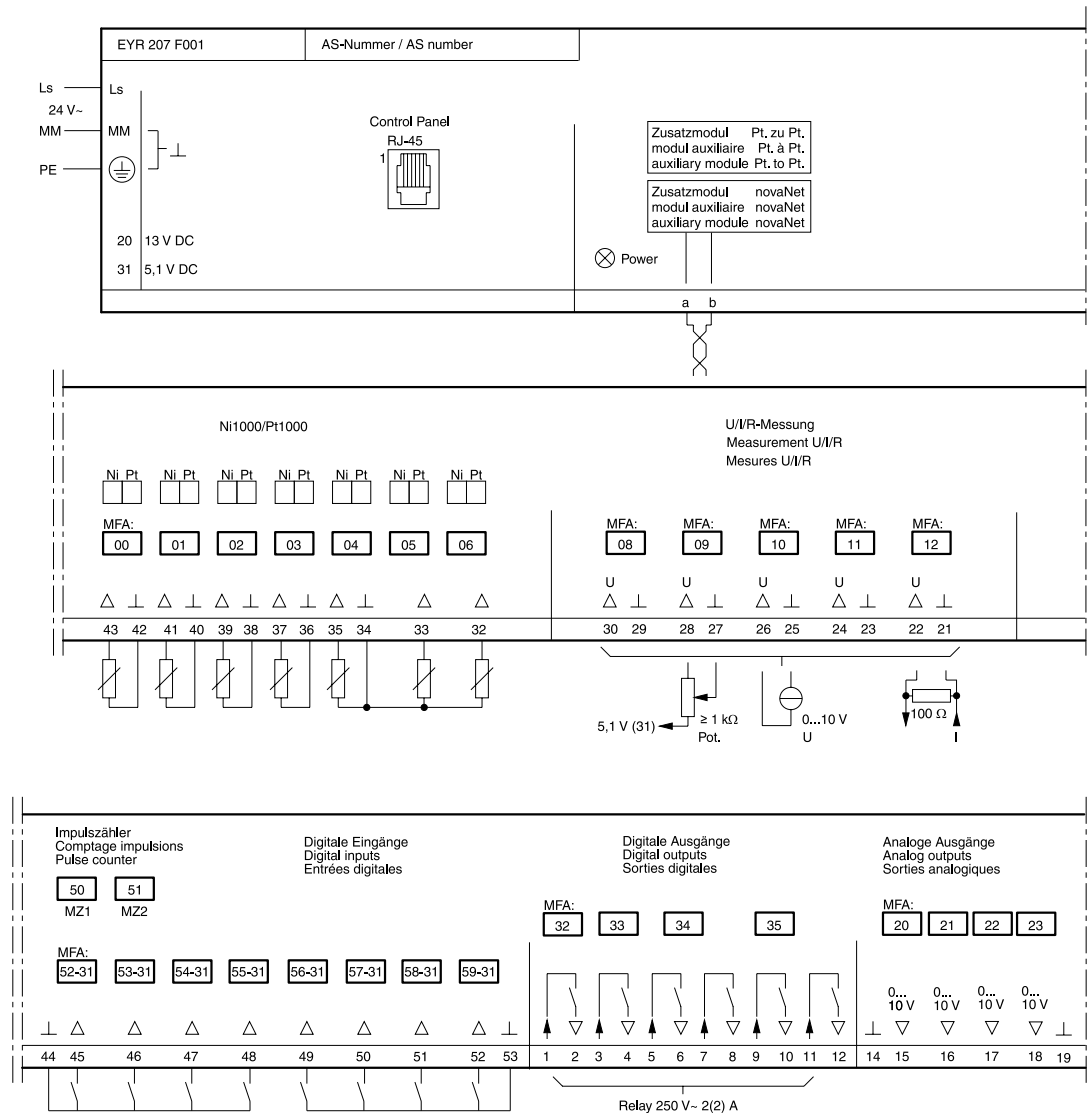 EYR 207 F001 AS-Nummer / AS number
Ls Ls
24 V~
MM MM
PE
20 13 V DC
31 5,1 V DC
Control Panel
RJ-45
1
Zusatzmodul Pt. zu Pt.
modul auxiliaire Pt. à Pt.
auxiliary module Pt. to Pt.
Zusatzmodul novaNet
modul auxiliaire novaNet
auxiliary module novaNet
Power
a b
Ni1000/Pt1000
Ni Pt Ni Pt Ni Pt Ni Pt Ni Pt Ni Pt Ni Pt
MFA:
00 01 02 03 04 05 06
43 42 41 40 39 38 37 36 35 34 33 32
U/I/R-Messung
Measurement U/I/R
Mesures U/I/R
MFA: MFA: MFA: MFA: MFA:
08 09 10 11 12
U U U U U
30 29 28 27 26 25 24 23 22 21
5,1 V (31)
≥ 1 kΩ
Pot.
0...10 V
U
100 Ω
I
Impulszähler
Comptage impulsions
Pulse counter
50 51
MZ1 MZ2
Digitale Eingänge
Digital inputs
Entrées digitales
MFA:
52-31 53-31 54-31 55-31 56-31 57-31 58-31 59-31
44 45 46 47 48 49 50 51 52 53
Digitale Ausgänge
Digital outputs
Sorties digitales
MFA:
32 33 34 35
1 2 3 4 5 6 7 8 9 10 11 12
Relay 250 V~ 2(2) A
Analoge Ausgänge
Analog outputs
Sorties analogiques
MFA:
20 21 22 23
0... 0... 0... 0...
10 V 10 V 10 V 10 V
14 15 16 17 18 19